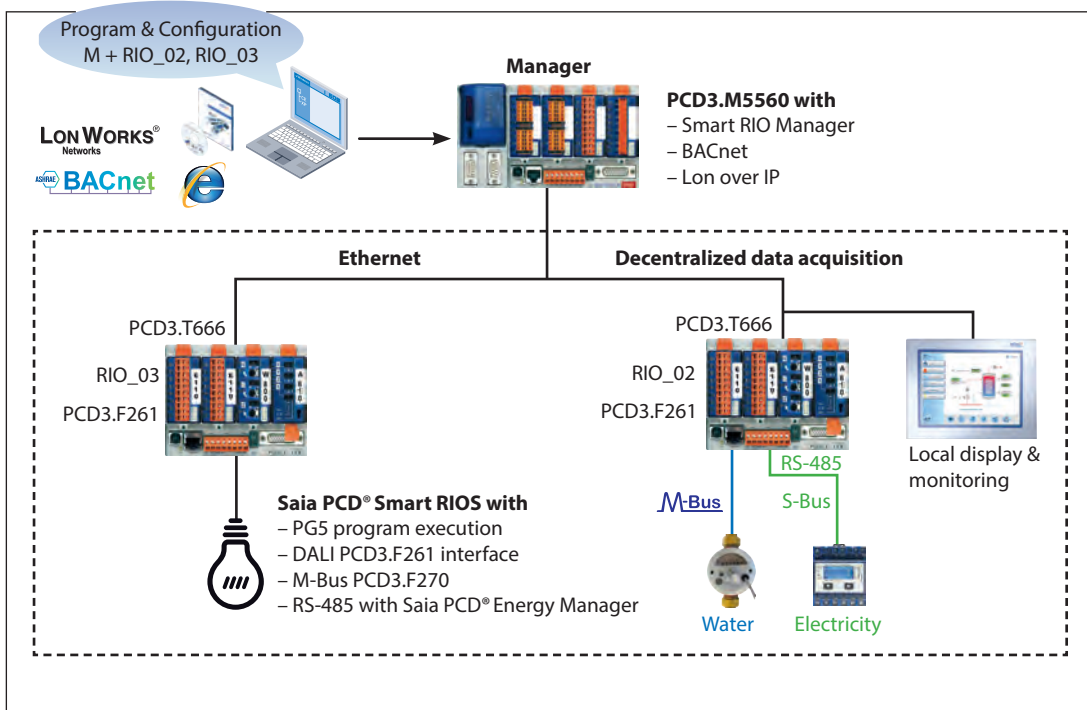 Program & Configuration
M + RIO_02, RIO_03
LONWORKS®
Networks
ASHRAE BACnet
Manager
PCD3.M5560 with
– Smart RIO Manager
– BACnet
– Lon over IP
Ethernet
Decentralized data acquisition
PCD3.T666
RIO_03
PCD3.F261
PCD3.T666
RIO_02
PCD3.F261
Local display &
monitoring
RS-485
S-Bus
M-Bus
Saia PCD® Smart RIOS with
– PG5 program execution
– DALI PCD3.F261 interface
– M-Bus PCD3.F270
– RS-485 with Saia PCD® Energy Manager
Water
Electricity